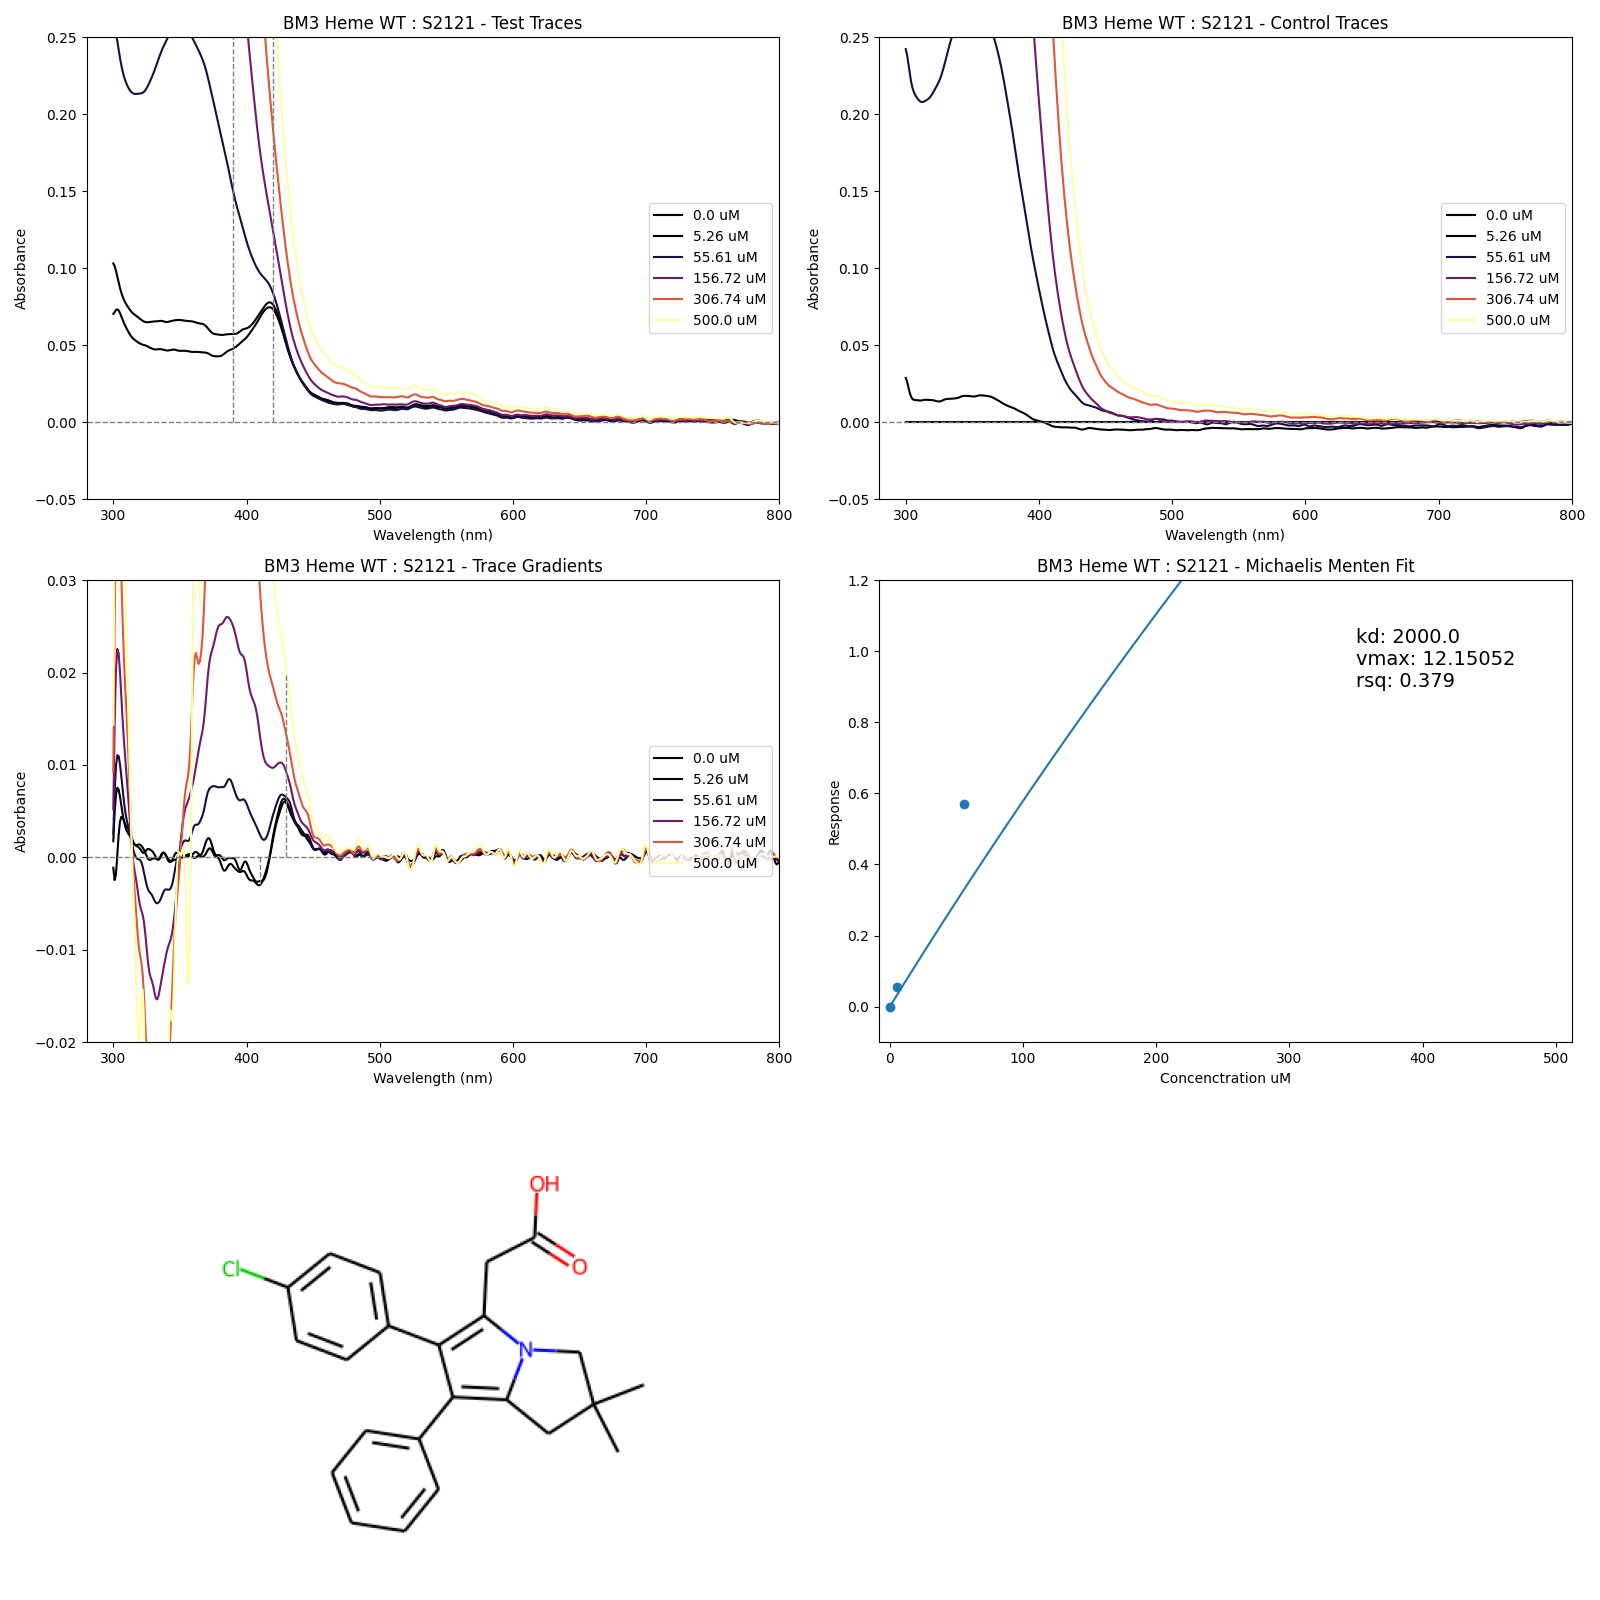 BM3 Heme WT : S2121 - Test Traces
0.25
0.20
0.15
0.10
0.05
0.00
−0.05
Absorbance
300 400 500 600 700 800
Wavelength (nm)
0.0 uM
5.26 uM
55.61 uM
156.72 uM
306.74 uM
500.0 uM
BM3 Heme WT : S2121 - Control Traces
0.25
0.20
0.15
0.10
0.05
0.00
−0.05
Absorbance
300 400 500 600 700 800
Wavelength (nm)
0.0 uM
5.26 uM
55.61 uM
156.72 uM
306.74 uM
500.0 uM
BM3 Heme WT : S2121 - Trace Gradients
0.03
0.02
0.01
0.00
−0.01
−0.02
Absorbance
300 400 500 600 700 800
Wavelength (nm)
0.0 uM
5.26 uM
55.61 uM
156.72 uM
306.74 uM
500.0 uM
BM3 Heme WT : S2121 - Michaelis Menten Fit
1.2
1.0
0.8
0.6
0.4
0.2
0.0
Response
0 100 200 300 400 500
Concenctration uM
kd: 2000.0
vmax: 12.15052
rsq: 0.379
OH
O
Cl
N